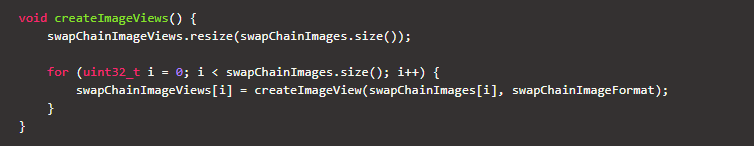 void createImageViews() {
    swapChainImageViews.resize(swapChainImages.size());

    for (uint32_t i = 0; i < swapChainImages.size(); i++) {
        swapChainImageViews[i] = createImageView(swapChainImages[i], swapChainImageFormat);
    }
}